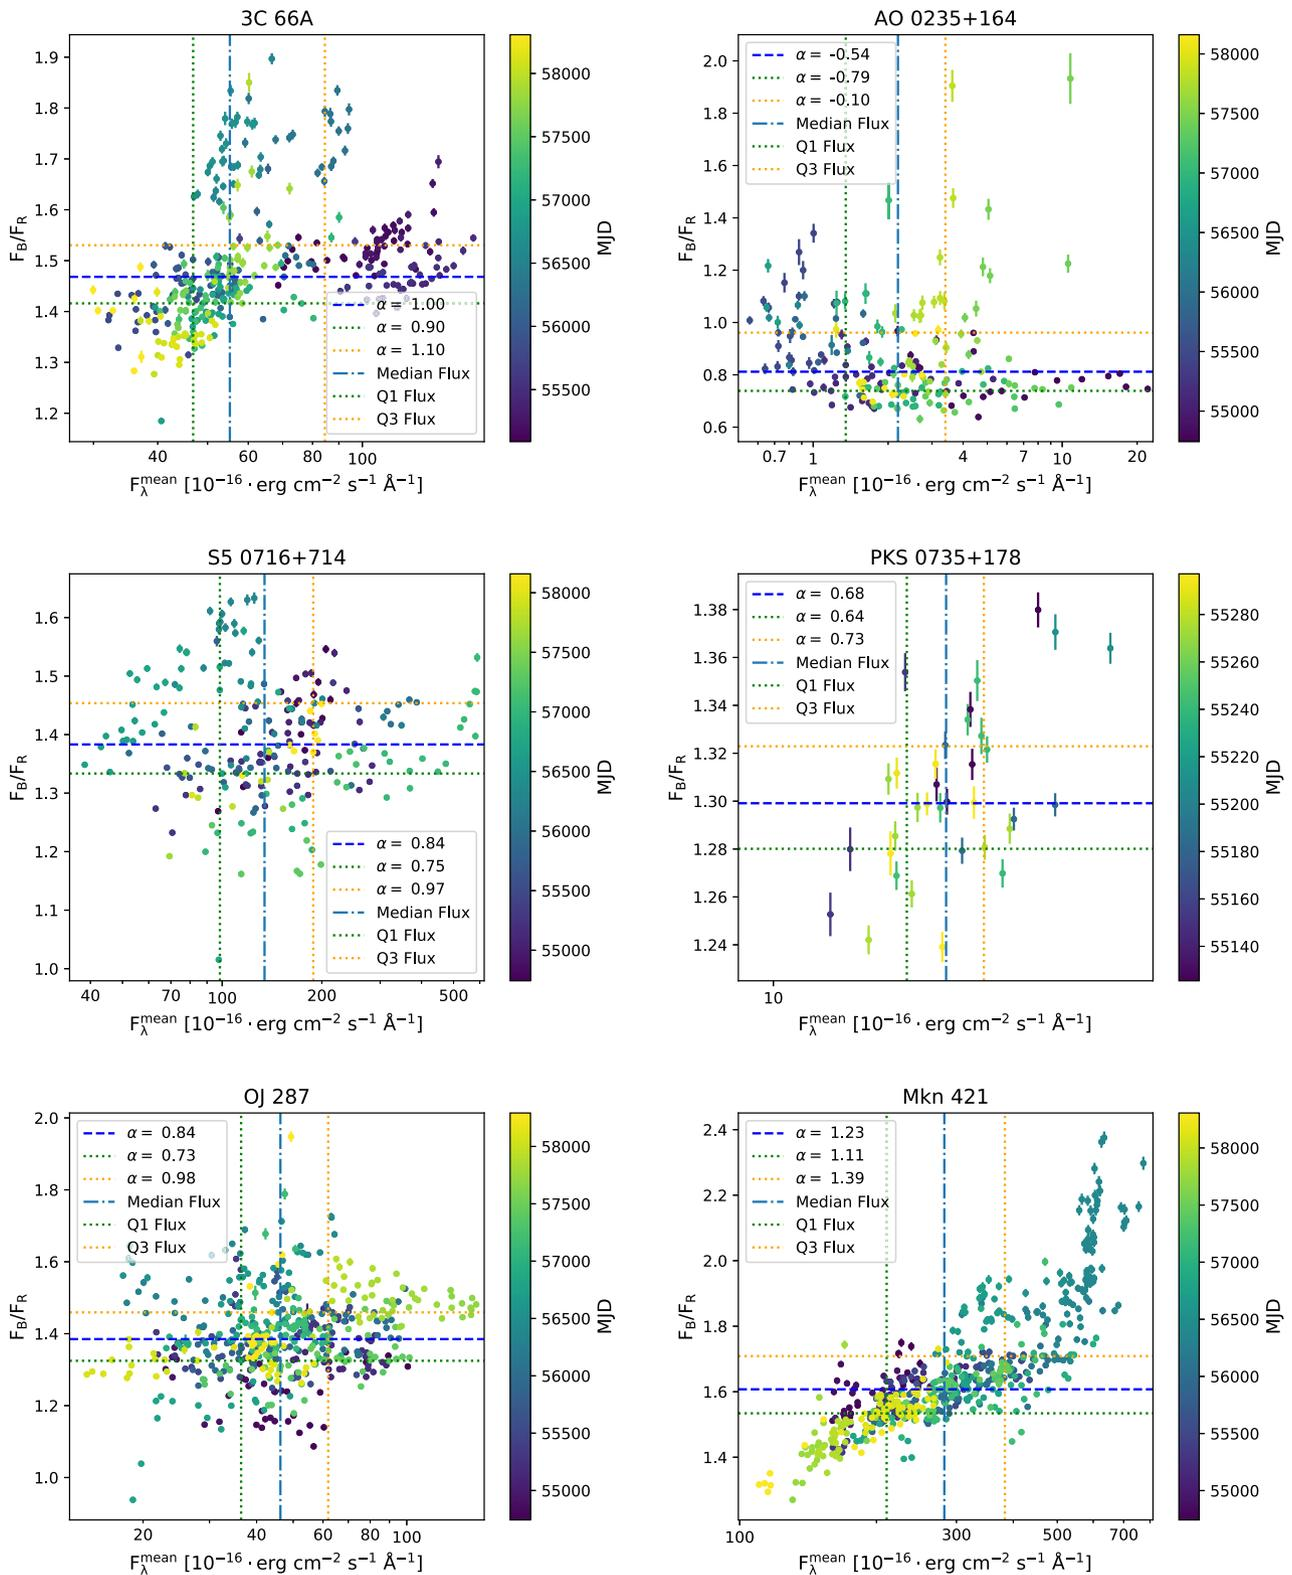 3C 66A
1.9
1.8
1.7
1.6
1.5
1.4
1.3
1.2
F_B/F_R
α = 1.00
α = 0.90
α = 1.10
Median Flux
Q1 Flux
Q3 Flux
40 60 80 100
F_λ^mean [10⁻¹⁶ · erg cm⁻² s⁻¹ Å⁻¹]
58000
57500
57000
56500
56000
55500
MJD
AO 0235+164
2.0
1.8
1.6
1.4
1.2
1.0
0.8
0.6
F_B/F_R
α = -0.54
α = -0.79
α = -0.10
Median Flux
Q1 Flux
Q3 Flux
0.7 1 4 7 10 20
F_λ^mean [10⁻¹⁶ · erg cm⁻² s⁻¹ Å⁻¹]
58000
57500
57000
56500
56000
55500
55000
MJD
S5 0716+714
1.6
1.5
1.4
1.3
1.2
1.1
1.0
F_B/F_R
α = 0.84
α = 0.75
α = 0.97
Median Flux
Q1 Flux
Q3 Flux
40 70 100 200 500
F_λ^mean [10⁻¹⁶ · erg cm⁻² s⁻¹ Å⁻¹]
58000
57500
57000
56500
56000
55500
55000
MJD
PKS 0735+178
1.38
1.36
1.34
1.32
1.30
1.28
1.26
1.24
F_B/F_R
α = 0.68
α = 0.64
α = 0.73
Median Flux
Q1 Flux
Q3 Flux
10
F_λ^mean [10⁻¹⁶ · erg cm⁻² s⁻¹ Å⁻¹]
55280
55260
55240
55220
55200
55180
55160
55140
MJD
OJ 287
2.0
1.8
1.6
1.4
1.2
1.0
F_B/F_R
α = 0.84
α = 0.73
α = 0.98
Median Flux
Q1 Flux
Q3 Flux
20 40 60 80 100
F_λ^mean [10⁻¹⁶ · erg cm⁻² s⁻¹ Å⁻¹]
58000
57500
57000
56500
56000
55500
55000
MJD
Mkn 421
2.4
2.2
2.0
1.8
1.6
1.4
F_B/F_R
α = 1.23
α = 1.11
α = 1.39
Median Flux
Q1 Flux
Q3 Flux
100 300 500 700
F_λ^mean [10⁻¹⁶ · erg cm⁻² s⁻¹ Å⁻¹]
58000
57500
57000
56500
56000
55500
55000
MJD